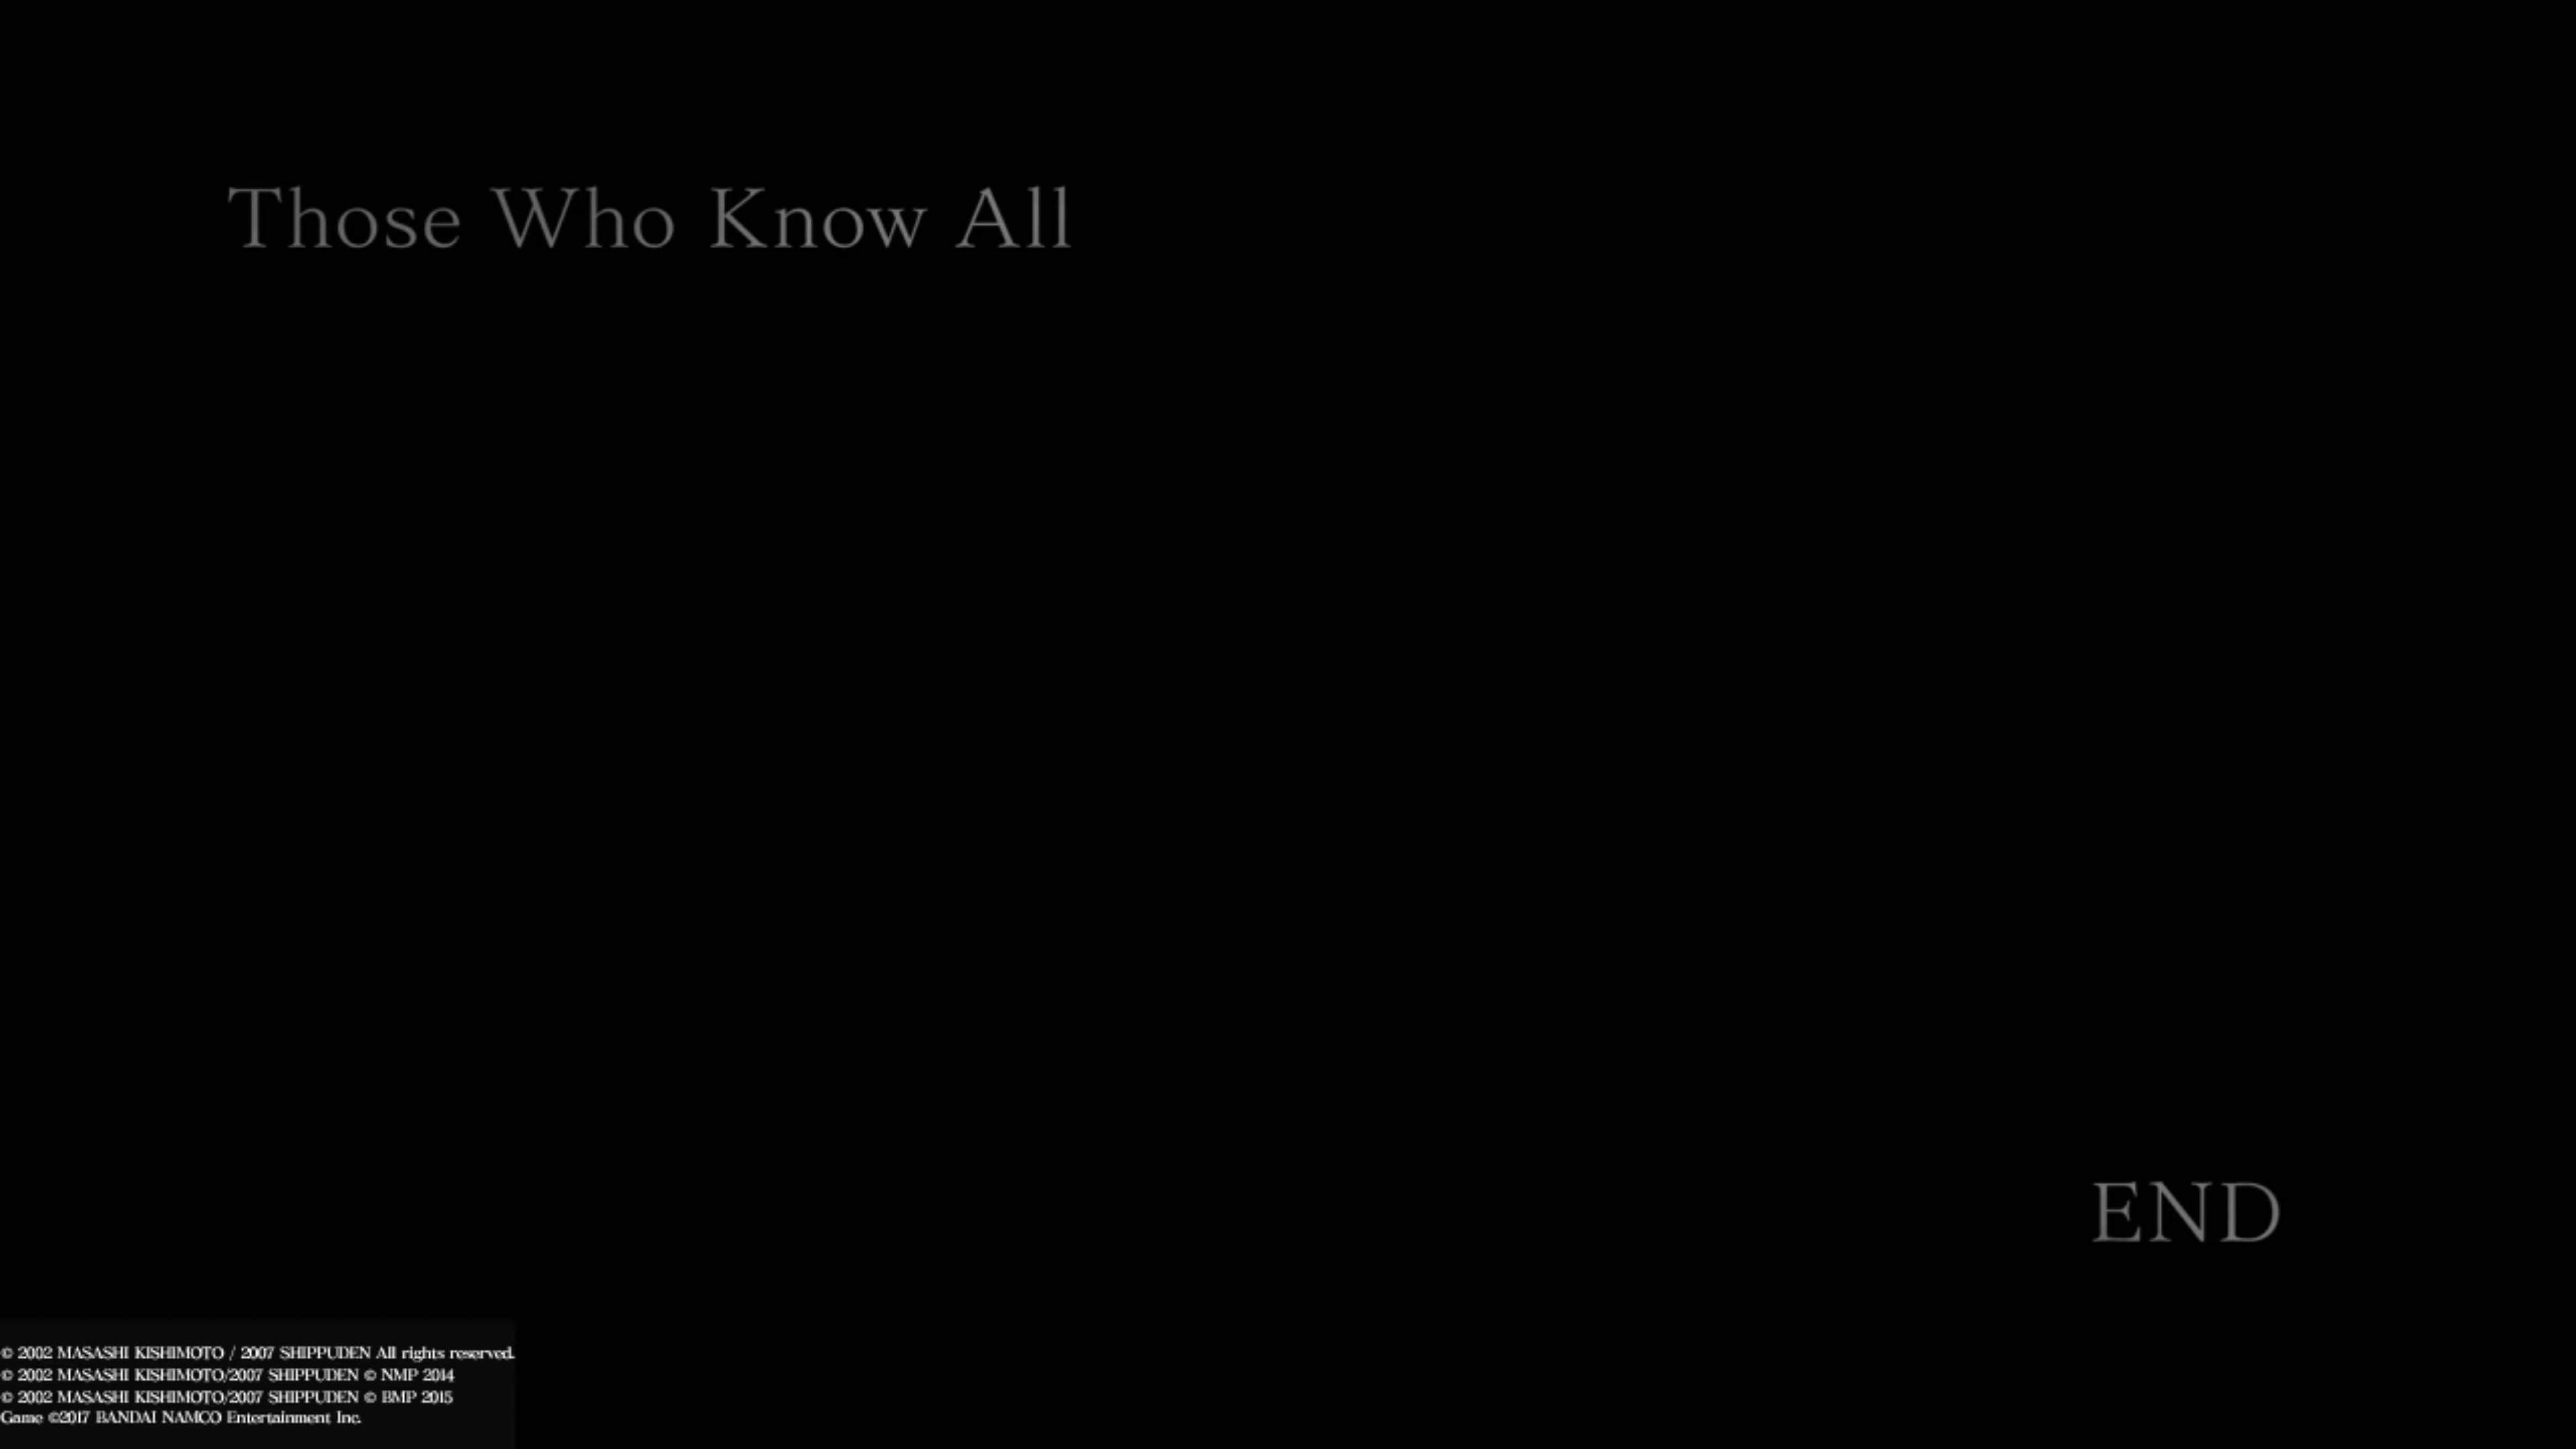 Those Who Know All
END
© 2002 MASASHI KISHIMOTO / 2007 SHIPPUDEN All rights reserved.
© 2002 MASASHI KISHIMOTO/2007 SHIPPUDEN © NMP 2014
© 2002 MASASHI KISHIMOTO/2007 SHIPPUDEN © BMP 2015
Game ©2017 BANDAI NAMCO Entertainment Inc.